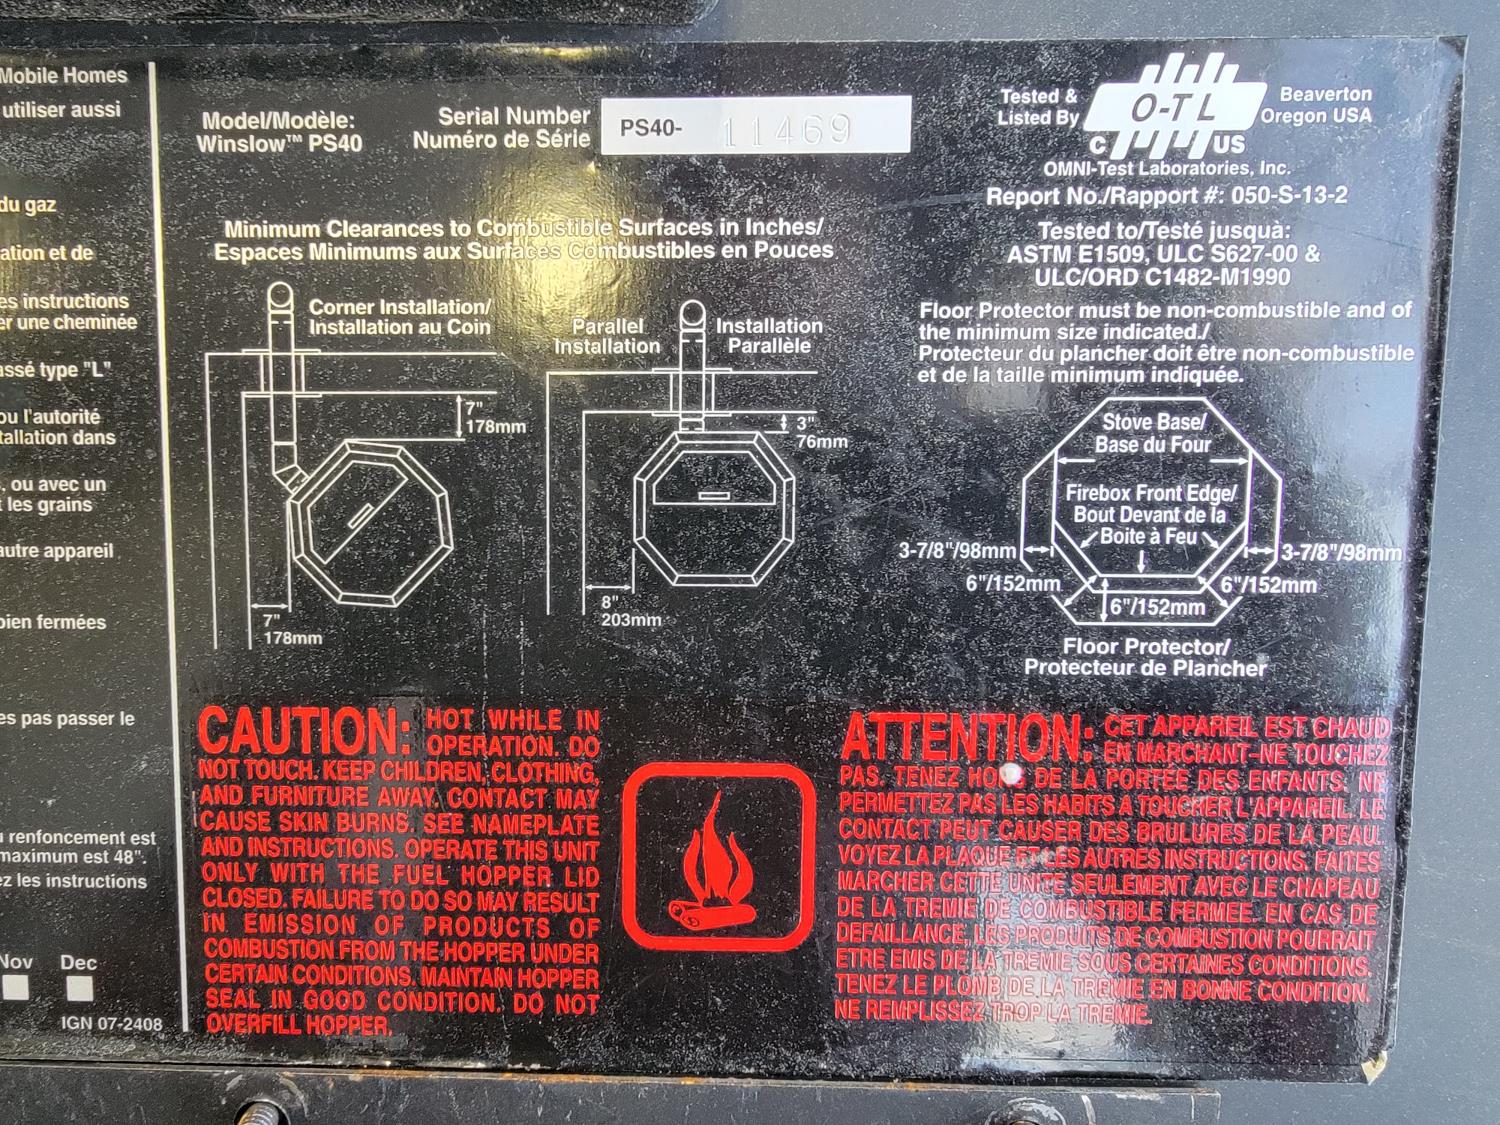 Mobile Homes
utiliser aussi
du gaz
ation et de
es instructions
er une cheminée
assé type "L"
ou l'autorité
tallation dans
, ou avec un
t les grains
autre appareil
bien fermées
es pas passer le
u renfoncement est
maximum est 48".
ez les instructions
Nov Dec
IGN 07-2408
Model/Modèle:
Winslow™ PS40
Serial Number
Numéro de Série
PS40- 11469
Tested &
Listed By
O-TL
C US
Beaverton
Oregon USA
OMNI-Test Laboratories, Inc.
Report No./Rapport #: 050-S-13-2
Tested to/Testé jusquà:
ASTM E1509, ULC S627-00 &
ULC/ORD C1482-M1990
Minimum Clearances to Combustible Surfaces in Inches/
Espaces Minimums aux Surfaces Combustibles en Pouces
Corner Installation/
Installation au Coin
7"
178mm
7"
178mm
Parallel
Installation
Installation
Parallèle
3"
76mm
8"
203mm
Floor Protector must be non-combustible and of
the minimum size indicated./
Protecteur du plancher doit être non-combustible
et de la taille minimum indiquée.
Stove Base/
Base du Four
Firebox Front Edge/
Bout Devant de la
Boite à Feu
3-7/8"/98mm
3-7/8"/98mm
6"/152mm
6"/152mm
6"/152mm
Floor Protector/
Protecteur de Plancher
CAUTION: HOT WHILE IN
OPERATION. DO
NOT TOUCH. KEEP CHILDREN, CLOTHING,
AND FURNITURE AWAY. CONTACT MAY
CAUSE SKIN BURNS. SEE NAMEPLATE
AND INSTRUCTIONS. OPERATE THIS UNIT
ONLY WITH THE FUEL HOPPER LID
CLOSED. FAILURE TO DO SO MAY RESULT
IN EMISSION OF PRODUCTS OF
COMBUSTION FROM THE HOPPER UNDER
CERTAIN CONDITIONS. MAINTAIN HOPPER
SEAL IN GOOD CONDITION. DO NOT
OVERFILL HOPPER.
ATTENTION: CET APPAREIL EST CHAUD
EN MARCHANT-NE TOUCHEZ
PAS. TENEZ HORS DE LA PORTÉE DES ENFANTS. NE
PERMETTEZ PAS LES HABITS A TOUCHER L'APPAREIL. LE
CONTACT PEUT CAUSER DES BRULURES DE LA PEAU.
VOYEZ LA PLAQUE ET LES AUTRES INSTRUCTIONS. FAITES
MARCHER CETTE UNITE SEULEMENT AVEC LE CHAPEAU
DE LA TREMIE DE COMBUSTIBLE FERMEE. EN CAS DE
DEFAILLANCE, LES PRODUITS DE COMBUSTION POURRAIT
ETRE EMIS DE LA TREMIE SOUS CERTAINES CONDITIONS.
TENEZ LE PLOMB DE LA TREMIE EN BONNE CONDITION.
NE REMPLISSEZ TROP LA TREMIE.